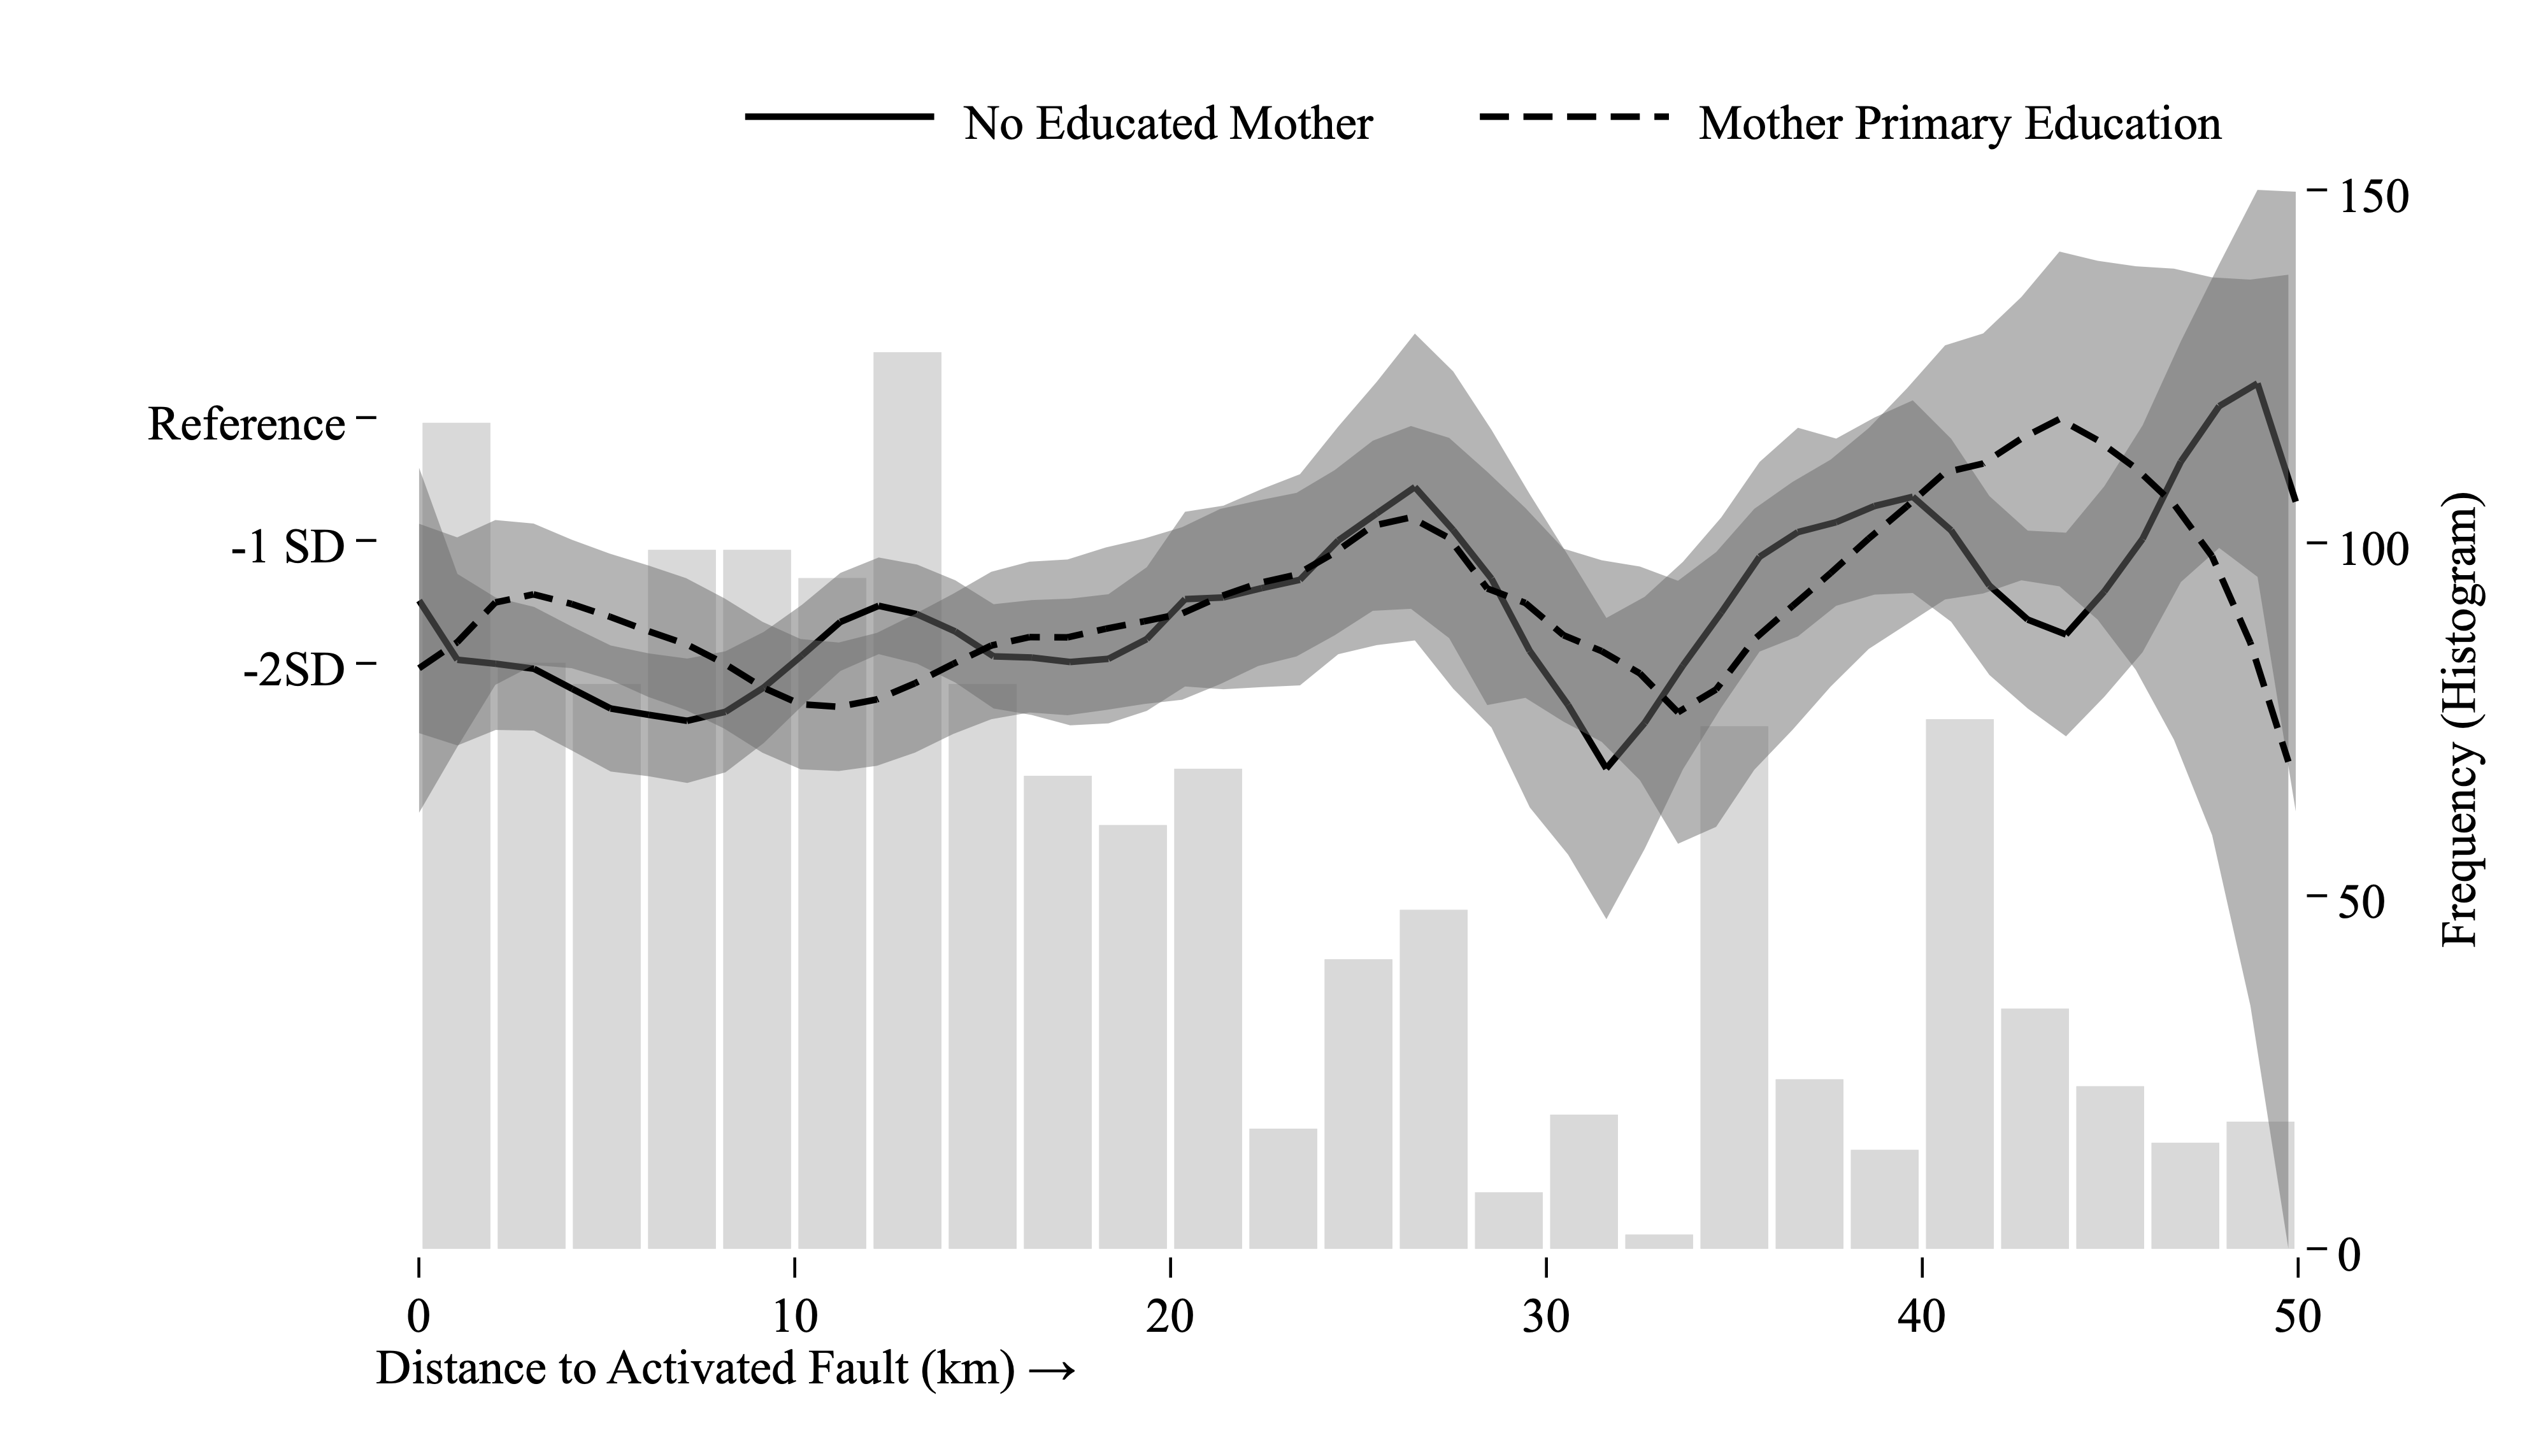 No Educated Mother
Mother Primary Education
150
Reference
-1 SD
100
-2SD
50
0
Frequency (Histogram)
0 10 20 30 40 50
Distance to Activated Fault (km) →